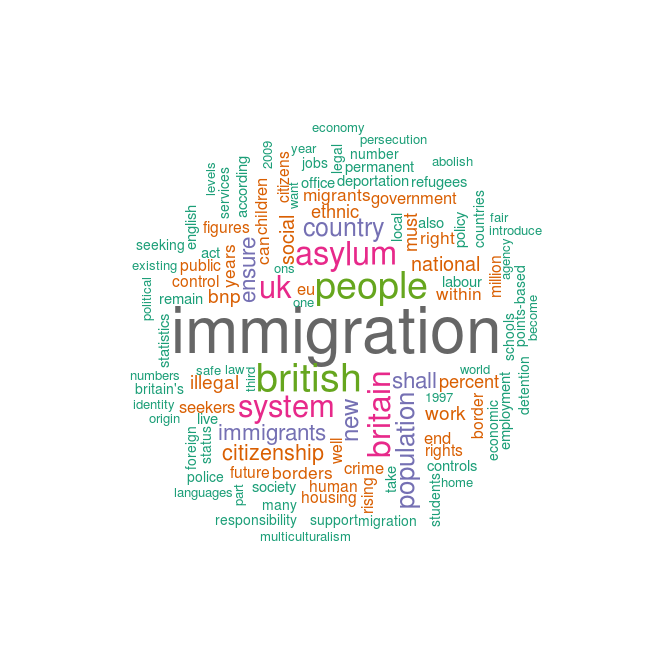 economy
persecution
2009
year
legal
number
abolish
levels
services
according
citizens
jobs
permanent
want
office
deportation
refugees
children
migrants
government
countries
english
figures
social
ethnic
local
must
also
policy
fair
can
country
right
introduce
seeking
ensure
asylum
agency
act
years
existing
public
ons
national
million
points-based
control
uk
eu
people
labour
political
remain
bnp
one
within
become
immigration
statistics
schools
numbers
safe
law
third
british
britain
shall
world
percent
detention
britain's
illegal
employment
identity
seekers
system
new
population
1997
work
border
economic
origin
live
immigrants
foreign
status
citizenship
well
end
rights
police
future
borders
crime
take
controls
languages
part
society
human
rising
home
students
many
housing
responsibility
support
migration
multiculturalism